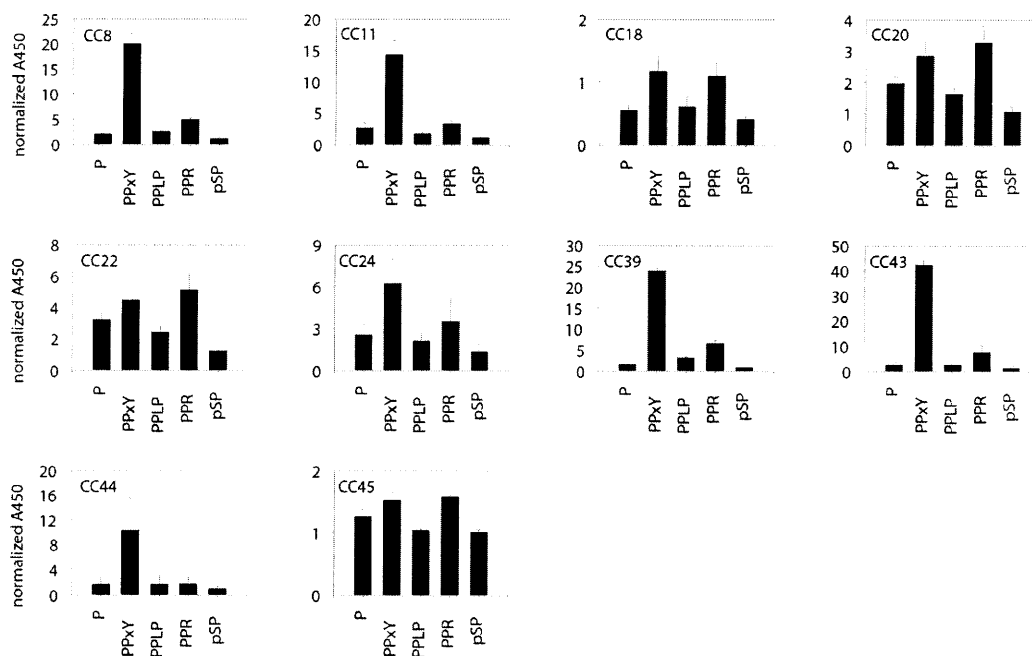 normalized A450
CC8
25
20
15
10
5
0
P
PPxY
PPLP
PPR
pSP
CC11
20
15
10
5
0
P
PPxY
PPLP
PPR
pSP
CC18
2
1
0
P
PPxY
PPLP
PPR
pSP
CC20
4
3
2
1
0
P
PPxY
PPLP
PPR
pSP
CC22
8
6
4
2
0
P
PPxY
PPLP
PPR
pSP
CC24
9
6
3
0
P
PPxY
PPLP
PPR
pSP
CC39
30
25
20
15
10
5
0
P
PPxY
PPLP
PPR
pSP
CC43
50
40
30
20
10
0
P
PPxY
PPLP
PPR
pSP
normalized A450
CC44
20
16
12
8
4
0
P
PPxY
PPLP
PPR
pSP
CC45
2
1
0
P
PPxY
PPLP
PPR
pSP